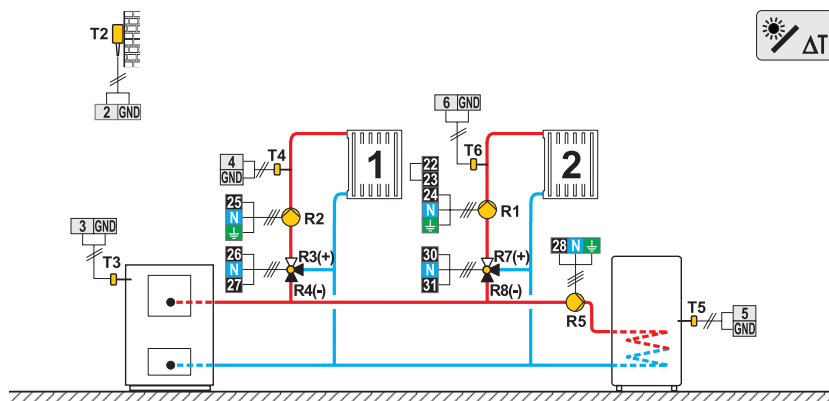 T2
ΔT
2 GND
6 GND
4
GND
T4
1
T6
2
22
23
25
N
R2
24
N
R1
3 GND
T3
26
N
27
R3(+)
R4(-)
30
N
31
R7(+)
R8(-)
28 N
R5
T5
5
GND